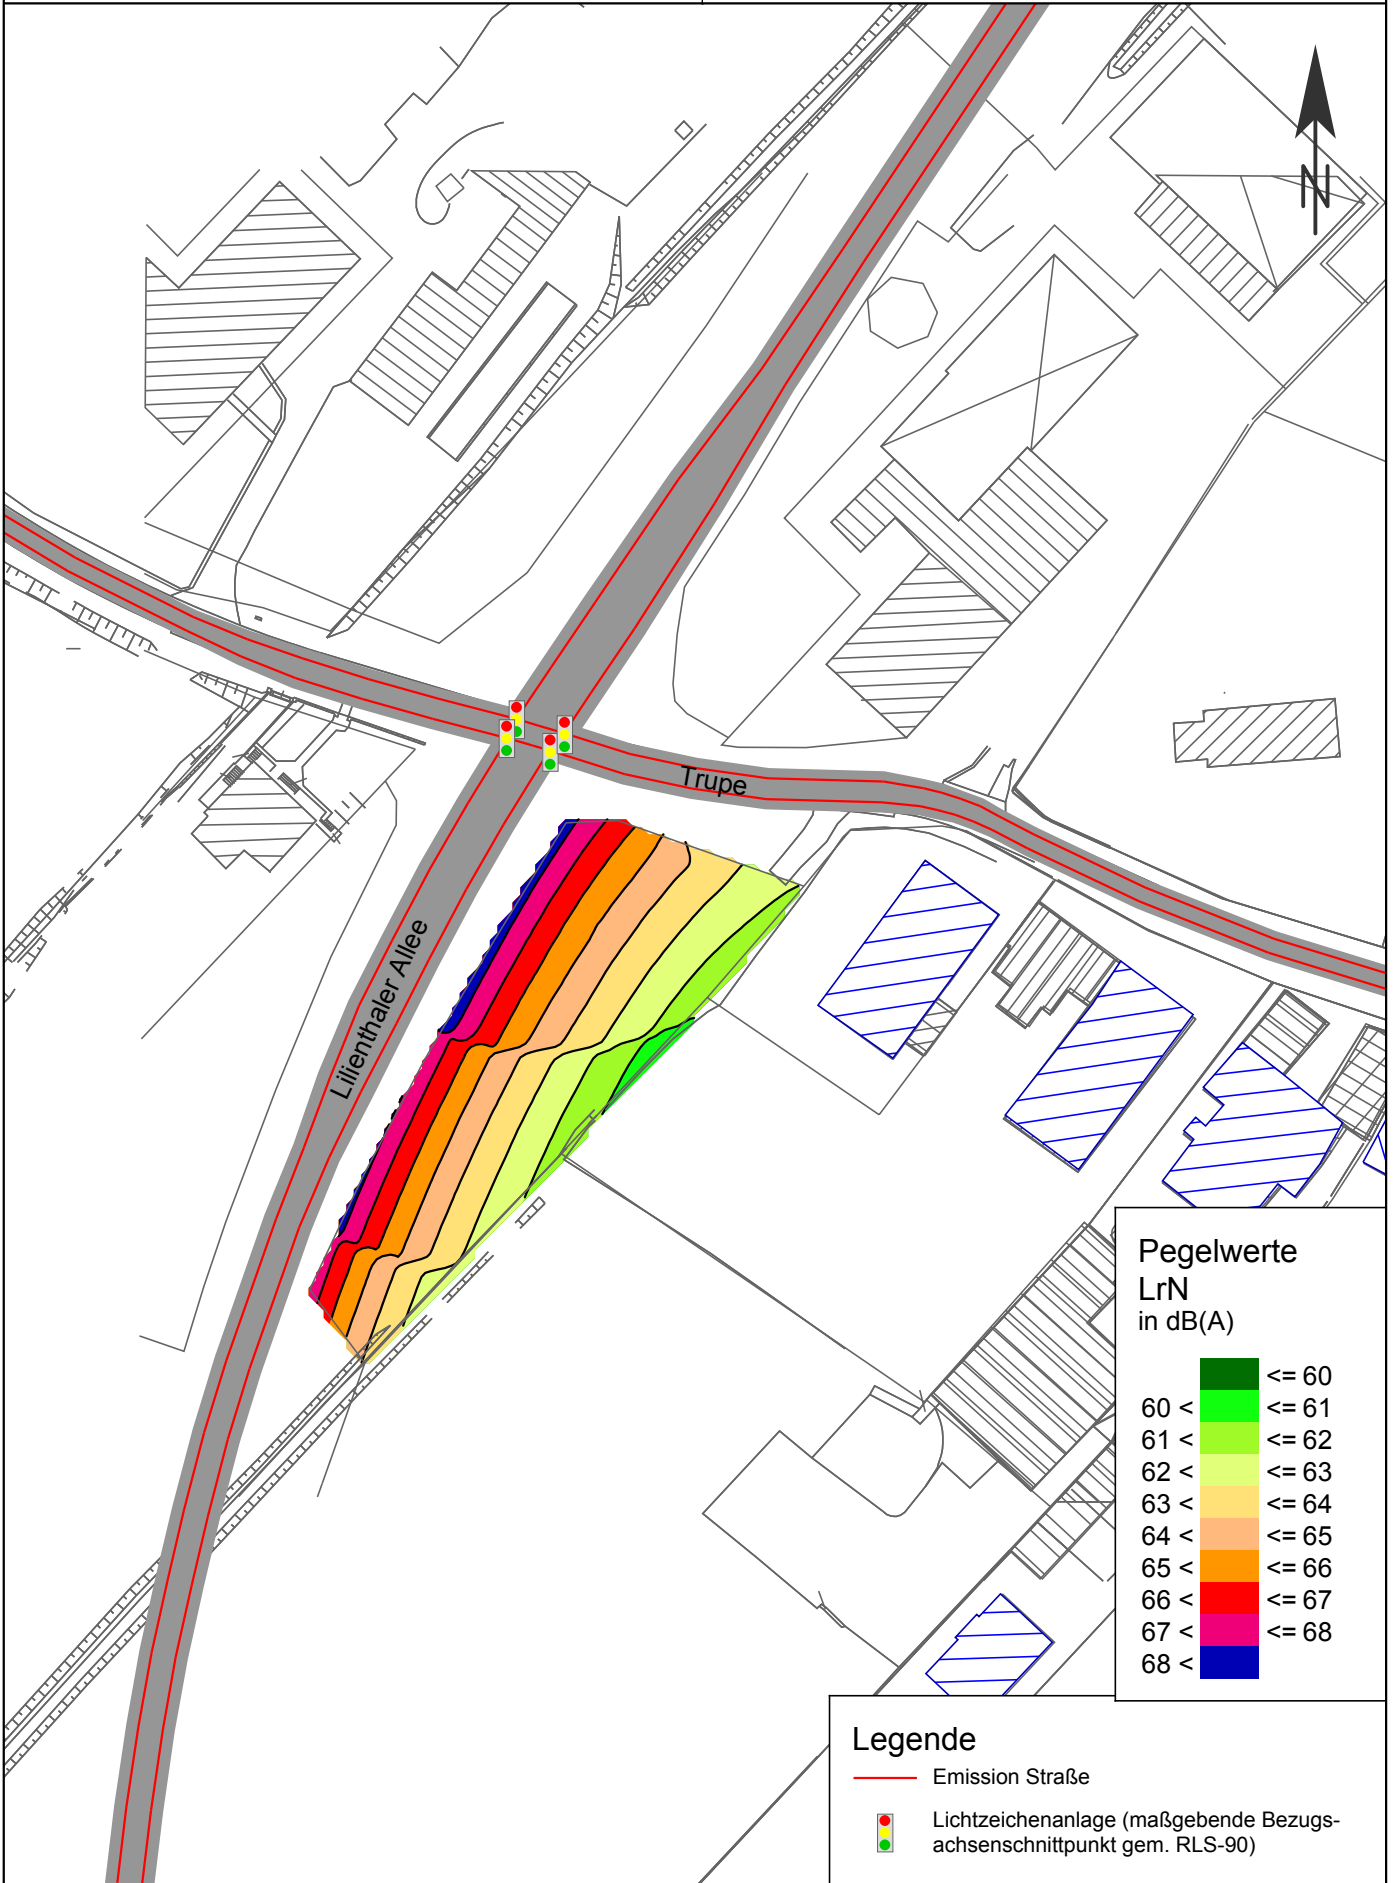 N
Trupe
Lilienthaler Allee
Pegelwerte
LrN
in dB(A)
<= 60
60 < <= 61
61 < <= 62
62 < <= 63
63 < <= 64
64 < <= 65
65 < <= 66
66 < <= 67
67 < <= 68
68 <
Legende
Emission Straße
Lichtzeichenanlage (maßgebende Bezugs-
achsenschnittpunkt gem. RLS-90)